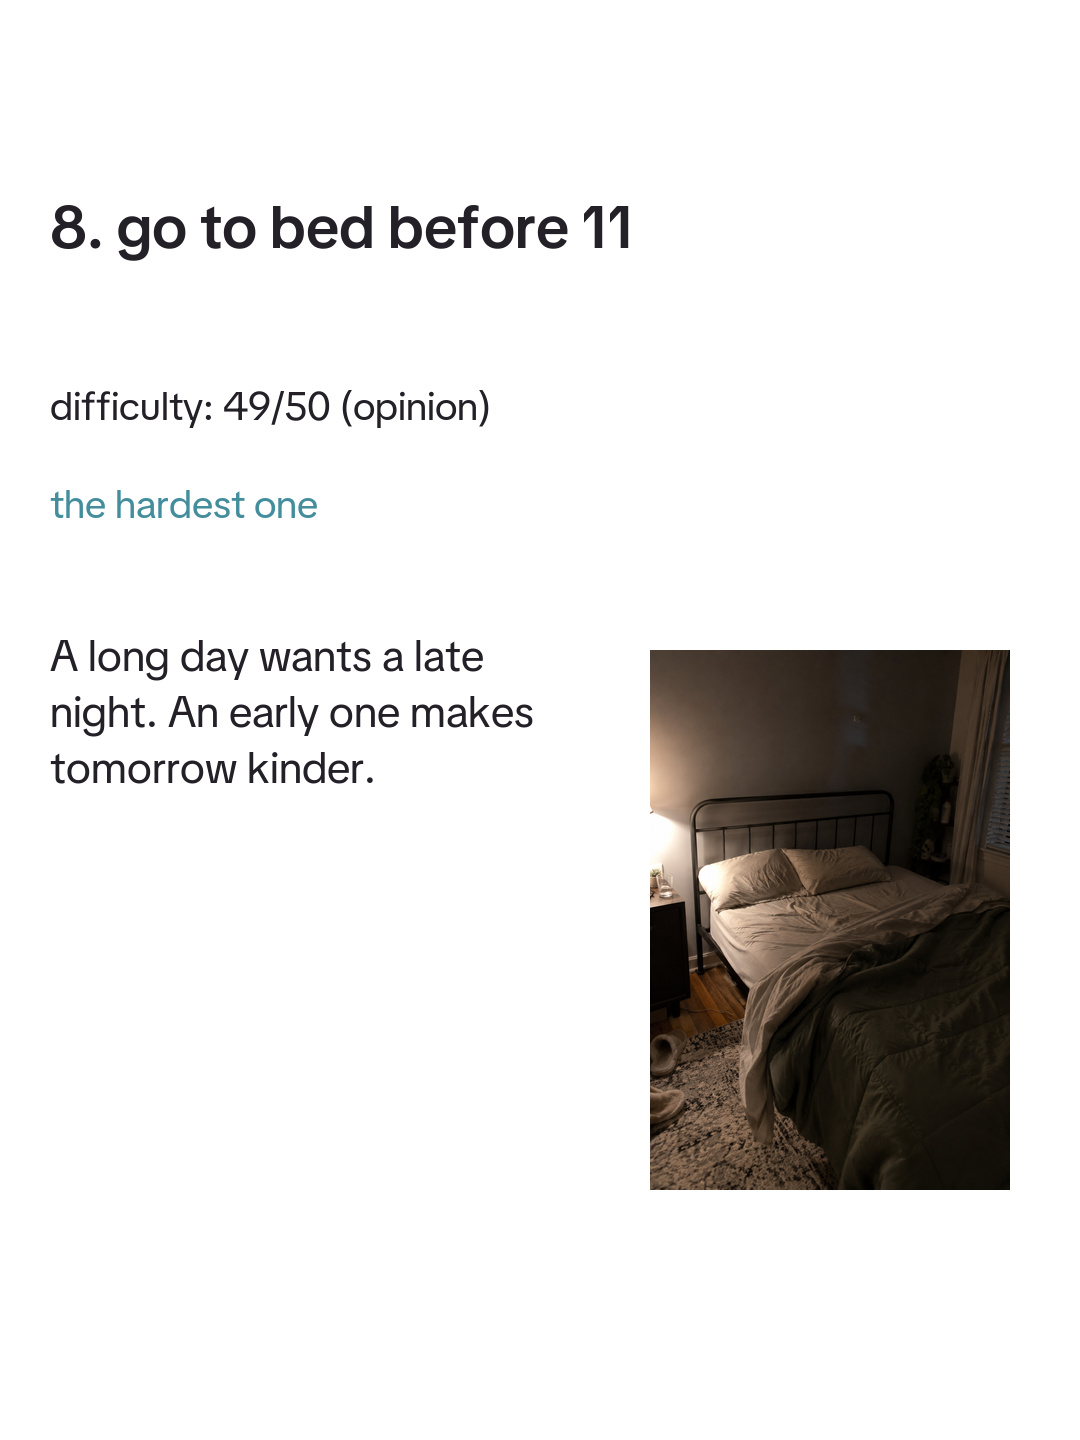 8. go to bed before 11
difficulty: 49/50 (opinion)
the hardest one
A long day wants a late
night. An early one makes
tomorrow kinder.